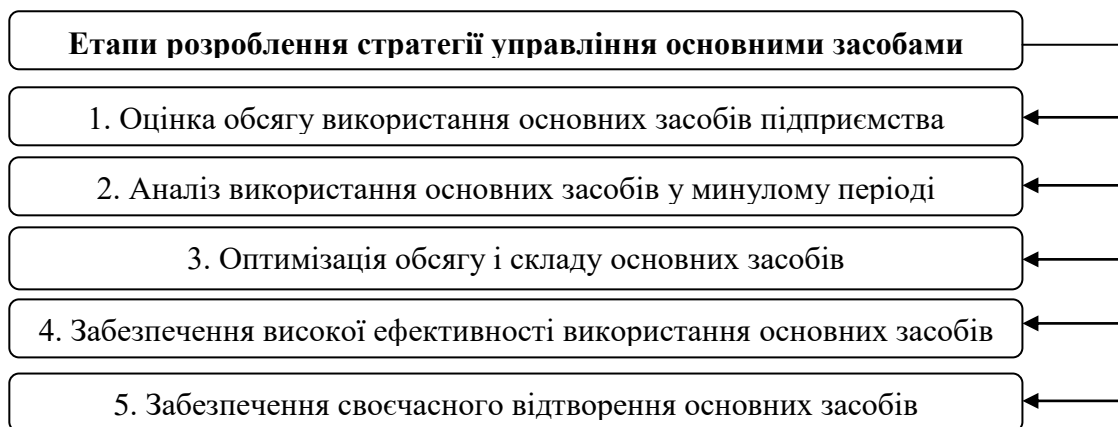 Етапи розроблення стратегії управління основними засобами
1. Оцінка обсягу використання основних засобів підприємства
2. Аналіз використання основних засобів у минулому періоді
3. Оптимізація обсягу і складу основних засобів
4. Забезпечення високої ефективності використання основних засобів
5. Забезпечення своєчасного відтворення основних засобів